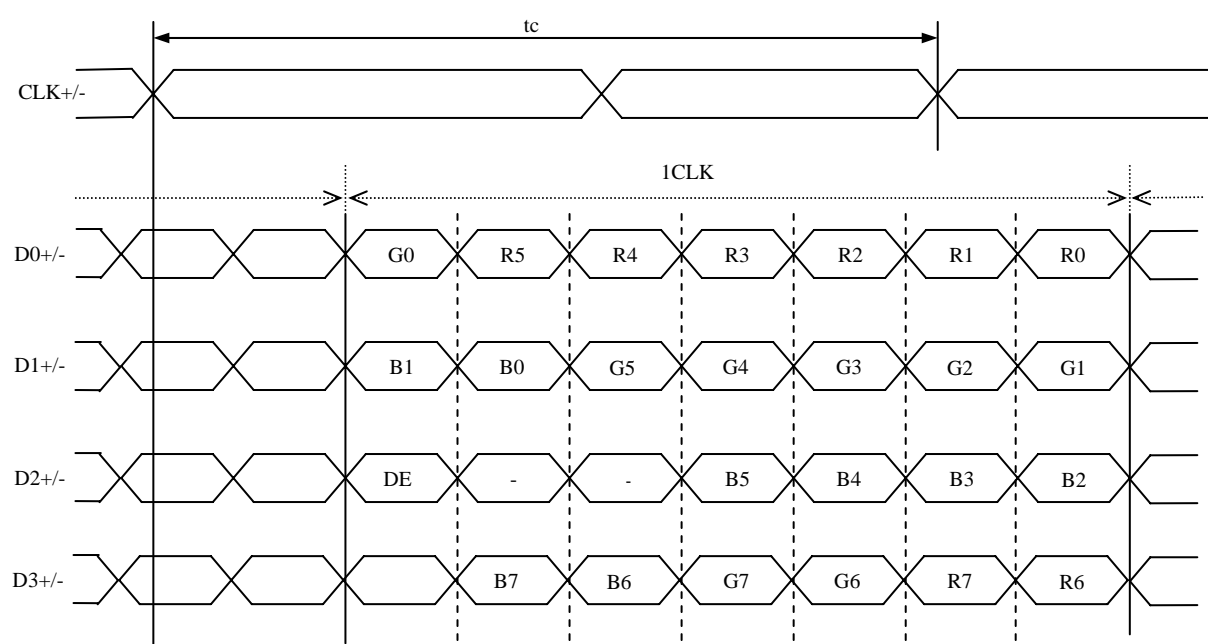 tc
CLK+/-
1CLK
D0+/- G0 R5 R4 R3 R2 R1 R0
D1+/- B1 B0 G5 G4 G3 G2 G1
D2+/- DE - - B5 B4 B3 B2
D3+/- B7 B6 G7 G6 R7 R6